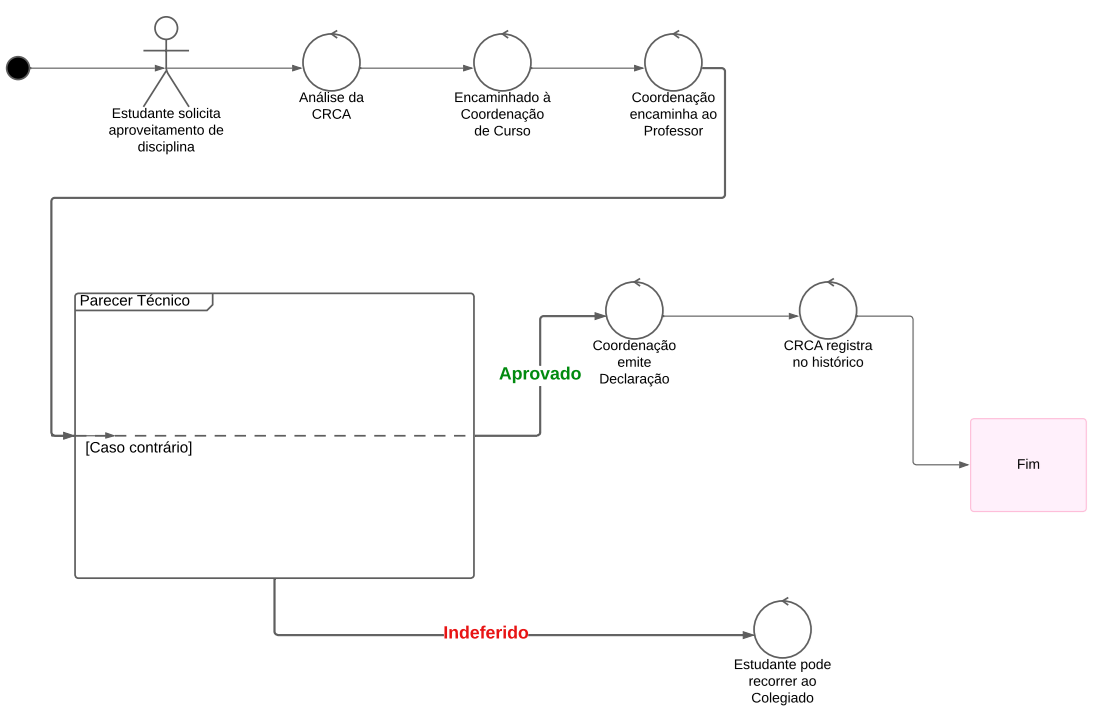 Estudante solicita
aproveitamento de
disciplina
Análise da
CRCA
Encaminhado à
Coordenação
de Curso
Coordenação
encaminha ao
Professor
Parecer Técnico
[Caso contrário]
Aprovado
Coordenação
emite
Declaração
CRCA registra
no histórico
Fim
Indeferido
Estudante pode
recorrer ao
Colegiado